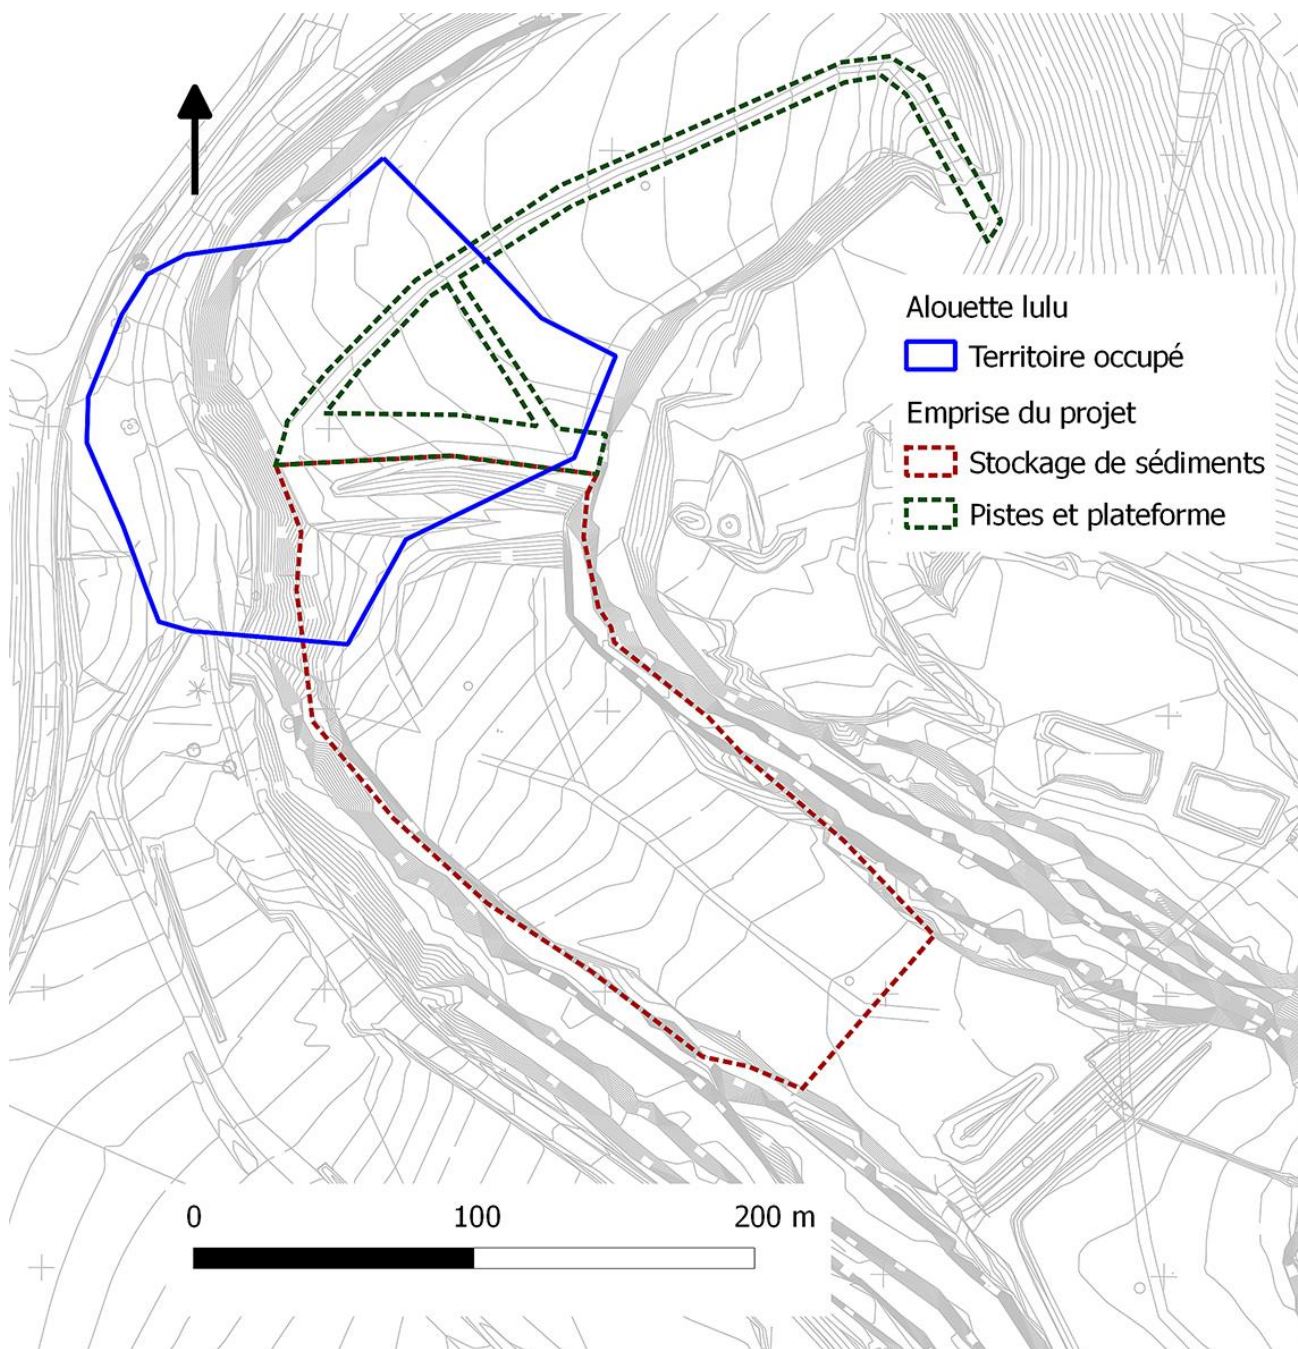 Alouette lulu
Territoire occupé
Emprise du projet
Stockage de sédiments
Pistes et plateforme
0 100 200 m